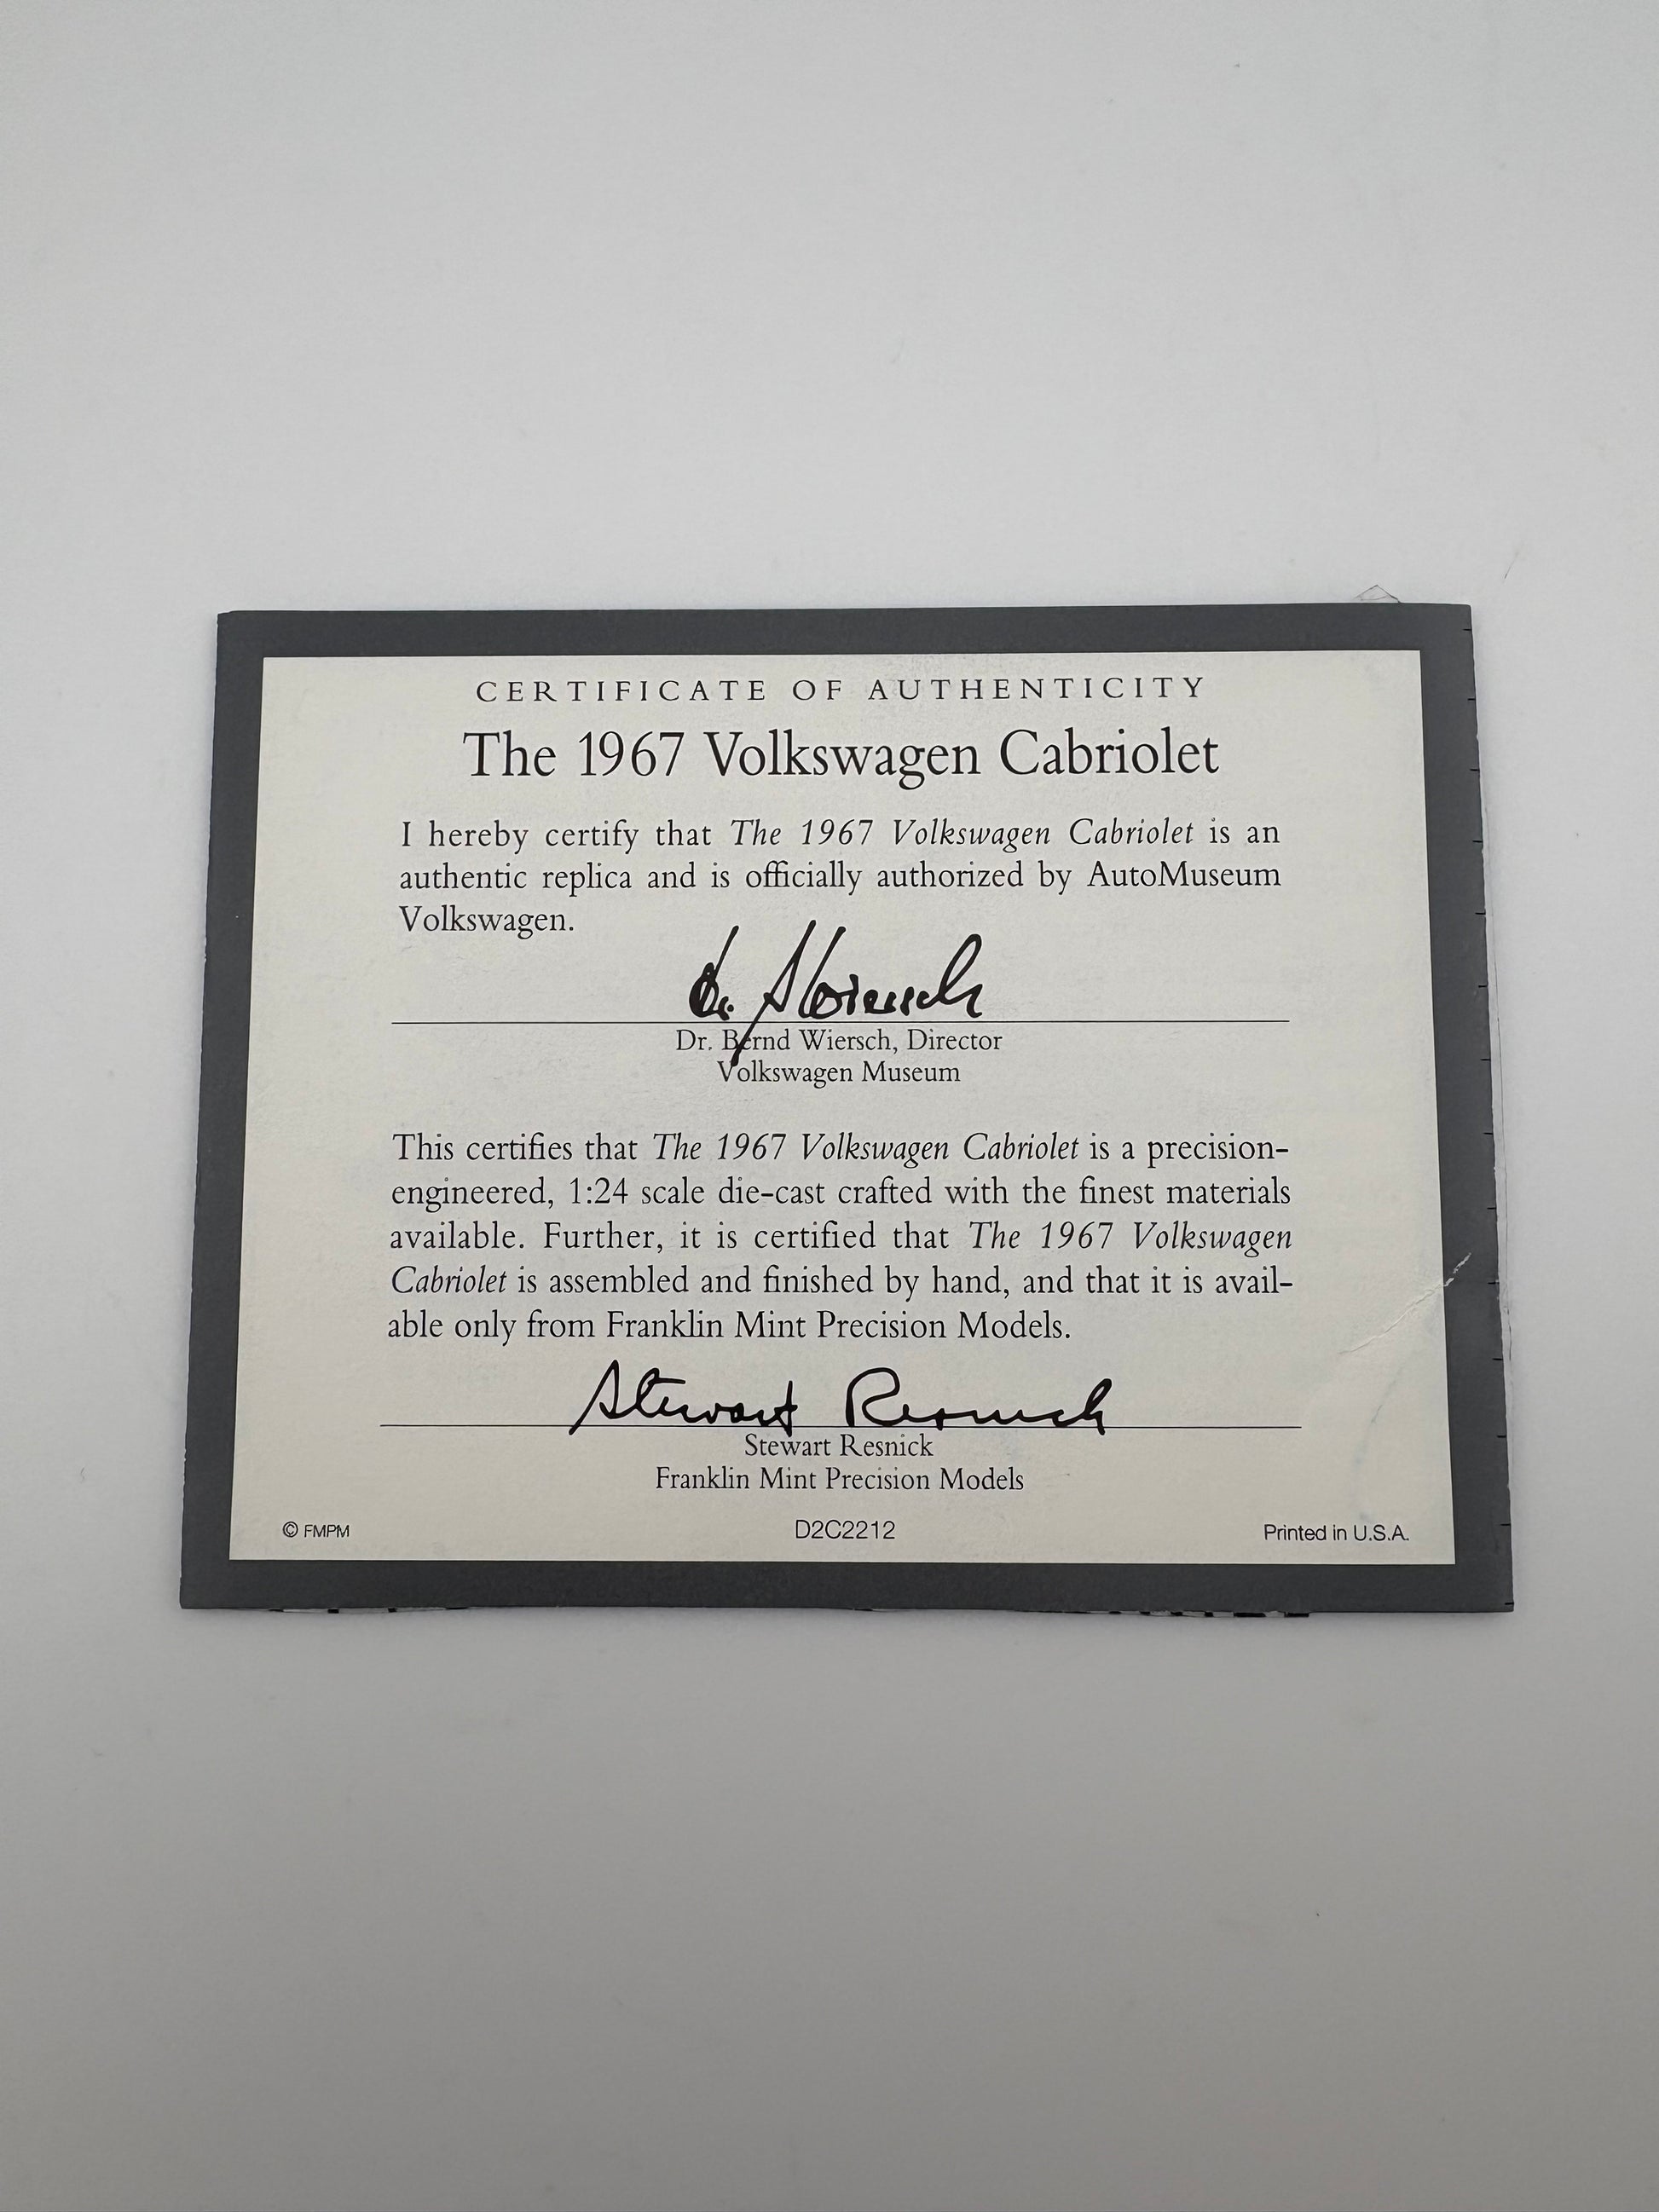 CERTIFICATE OF AUTHENTICITY
The 1967 Volkswagen Cabriolet
I hereby certify that The 1967 Volkswagen Cabriolet is an
authentic replica and is officially authorized by AutoMuseum
Volkswagen.
Dr. Wiersch
Dr. Bernd Wiersch, Director
Volkswagen Museum
This certifies that The 1967 Volkswagen Cabriolet is a precision-
engineered, 1:24 scale die-cast crafted with the finest materials
available. Further, it is certified that The 1967 Volkswagen
Cabriolet is assembled and finished by hand, and that it is avail-
able only from Franklin Mint Precision Models.
Stewart Resnick
Stewart Resnick
Franklin Mint Precision Models
© FMPM D2C2212 Printed in U.S.A.